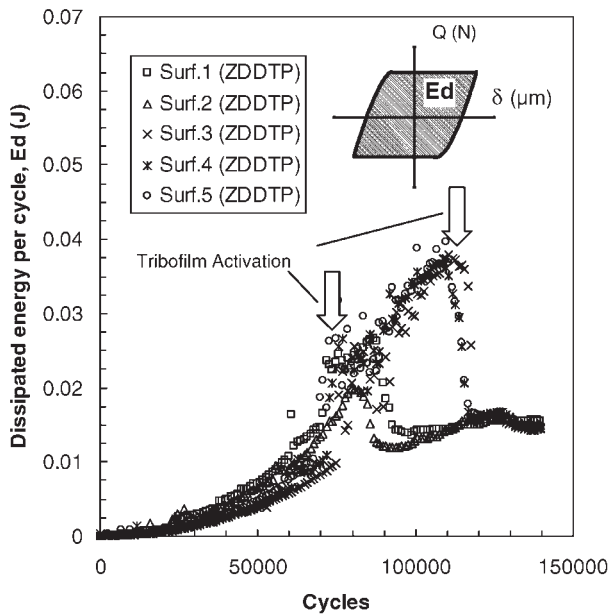 0.07
0.06
0.05
0.04
0.03
0.02
0.01
0
Dissipated energy per cycle, Ed (J)
Q (N)
Ed
δ (μm)
Surf.1 (ZDDTP)
Surf.2 (ZDDTP)
Surf.3 (ZDDTP)
Surf.4 (ZDDTP)
Surf.5 (ZDDTP)
Tribofilm Activation
0
50000
100000
150000
Cycles